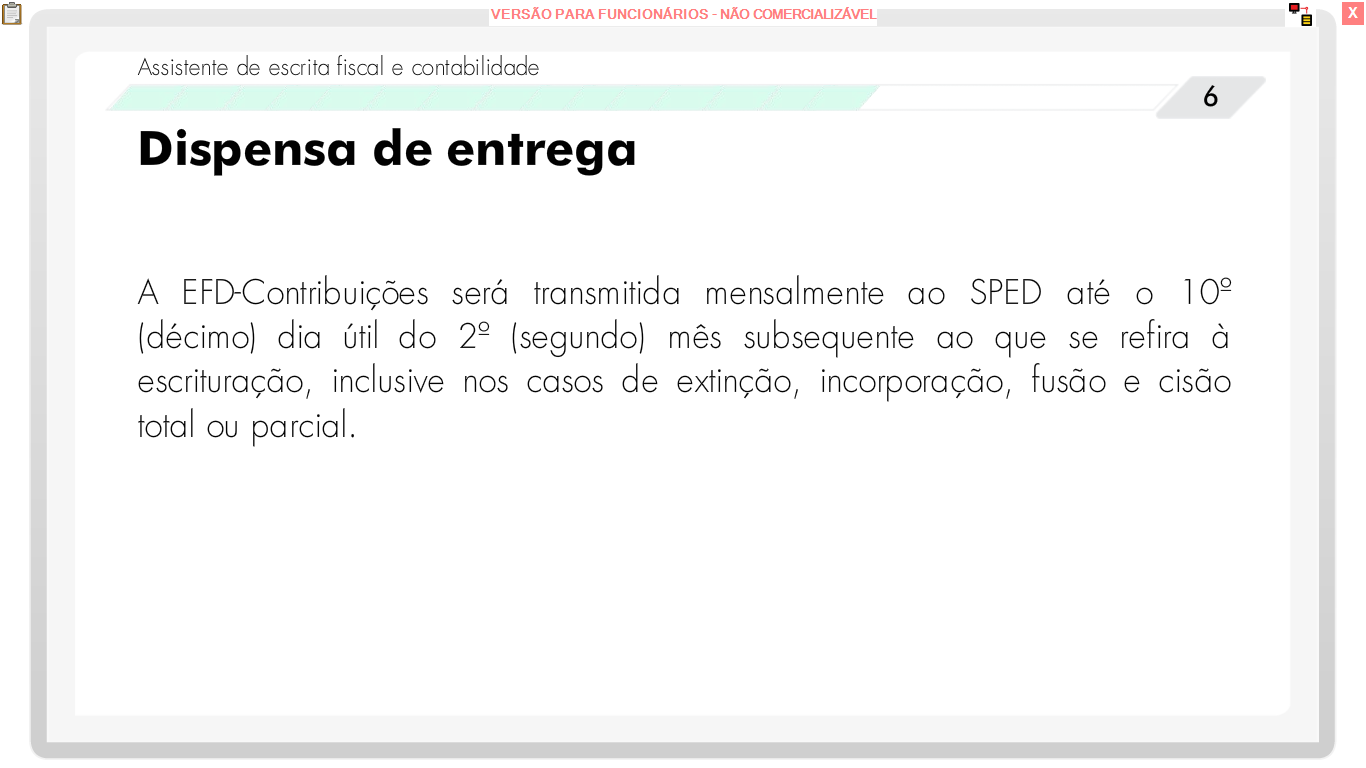 VERSÃO PARA FUNCIONÁRIOS - NÃO COMERCIALIZÁVEL
X
Assistente de escrita fiscal e contabilidade
6
Dispensa de entrega
A EFD-Contribuições será transmitida mensalmente ao SPED até o 10º
(décimo) dia útil do 2º (segundo) mês subsequente ao que se refira à
escrituração, inclusive nos casos de extinção, incorporação, fusão e cisão
total ou parcial.